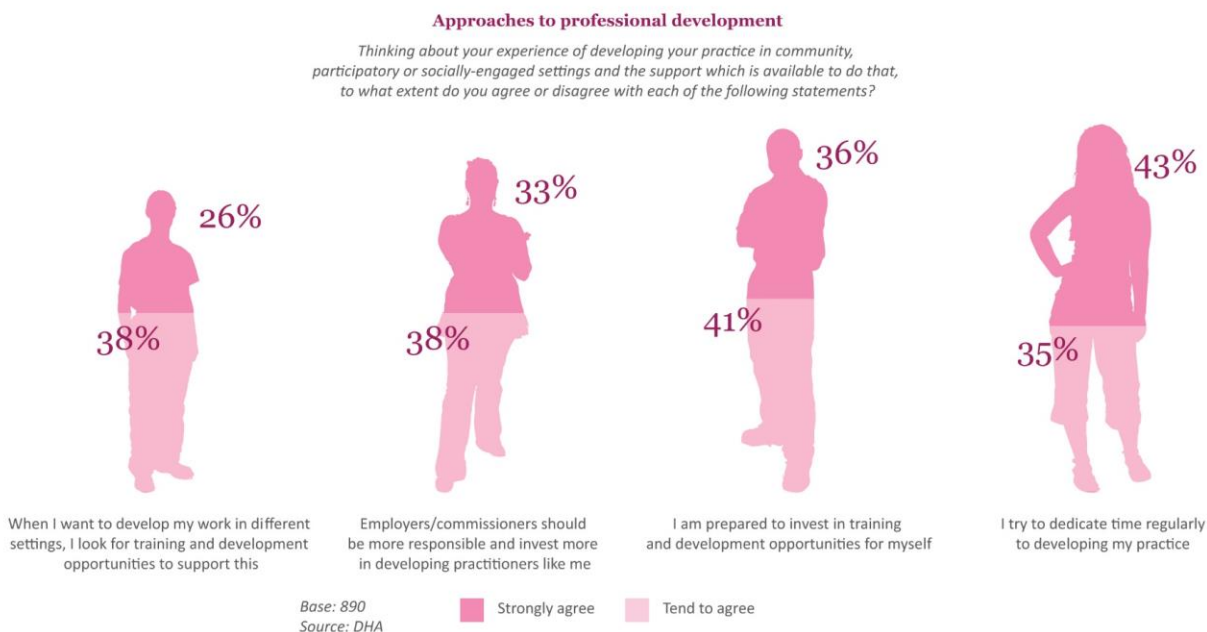 Approaches to professional development
Thinking about your experience of developing your practice in community,
participatory or socially-engaged settings and the support which is available to do that,
to what extent do you agree or disagree with each of the following statements?
26%
38%
33%
38%
36%
41%
43%
35%
When I want to develop my work in different
settings, I look for training and development
opportunities to support this
Employers/commissioners should
be more responsible and invest more
in developing practitioners like me
I am prepared to invest in training
and development opportunities for myself
I try to dedicate time regularly
to developing my practice
Base: 890
Source: DHA
Strongly agree
Tend to agree